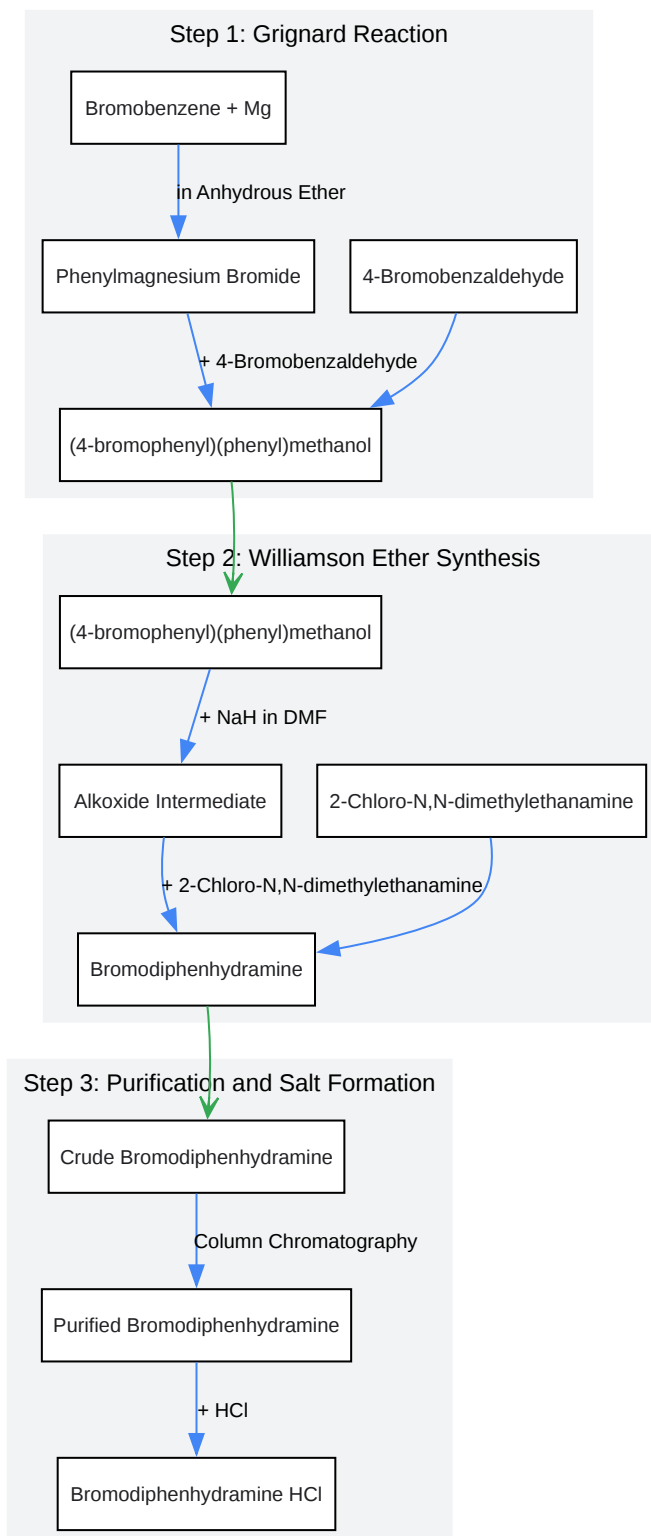 Step 1: Grignard Reaction
Bromobenzene + Mg
in Anhydrous Ether
Phenylmagnesium Bromide
4-Bromobenzaldehyde
+ 4-Bromobenzaldehyde
(4-bromophenyl)(phenyl)methanol
Step 2: Williamson Ether Synthesis
(4-bromophenyl)(phenyl)methanol
+ NaH in DMF
Alkoxide Intermediate
2-Chloro-N,N-dimethylethanamine
+ 2-Chloro-N,N-dimethylethanamine
Bromodiphenhydramine
Step 3: Purification and Salt Formation
Crude Bromodiphenhydramine
Column Chromatography
Purified Bromodiphenhydramine
+ HCl
Bromodiphenhydramine HCl